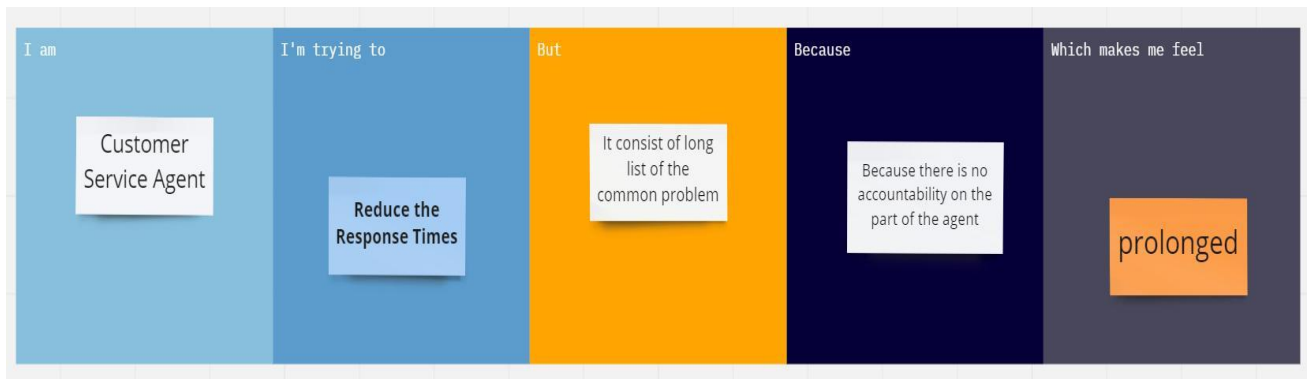 I am
Customer
Service Agent
I'm trying to
Reduce the
Response Times
But
It consist of long
list of the
common problem
Because
Because there is no
accountability on the
part of the agent
Which makes me feel
prolonged